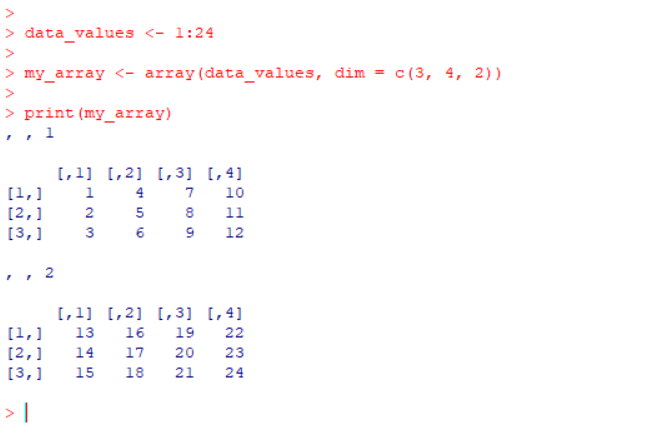 >
> data_values <- 1:24
>
> my_array <- array(data_values, dim = c(3, 4, 2))
>
> print(my_array)
, , 1
     [,1] [,2] [,3] [,4]
[1,]    1    4    7   10
[2,]    2    5    8   11
[3,]    3    6    9   12
, , 2
     [,1] [,2] [,3] [,4]
[1,]   13   16   19   22
[2,]   14   17   20   23
[3,]   15   18   21   24
>